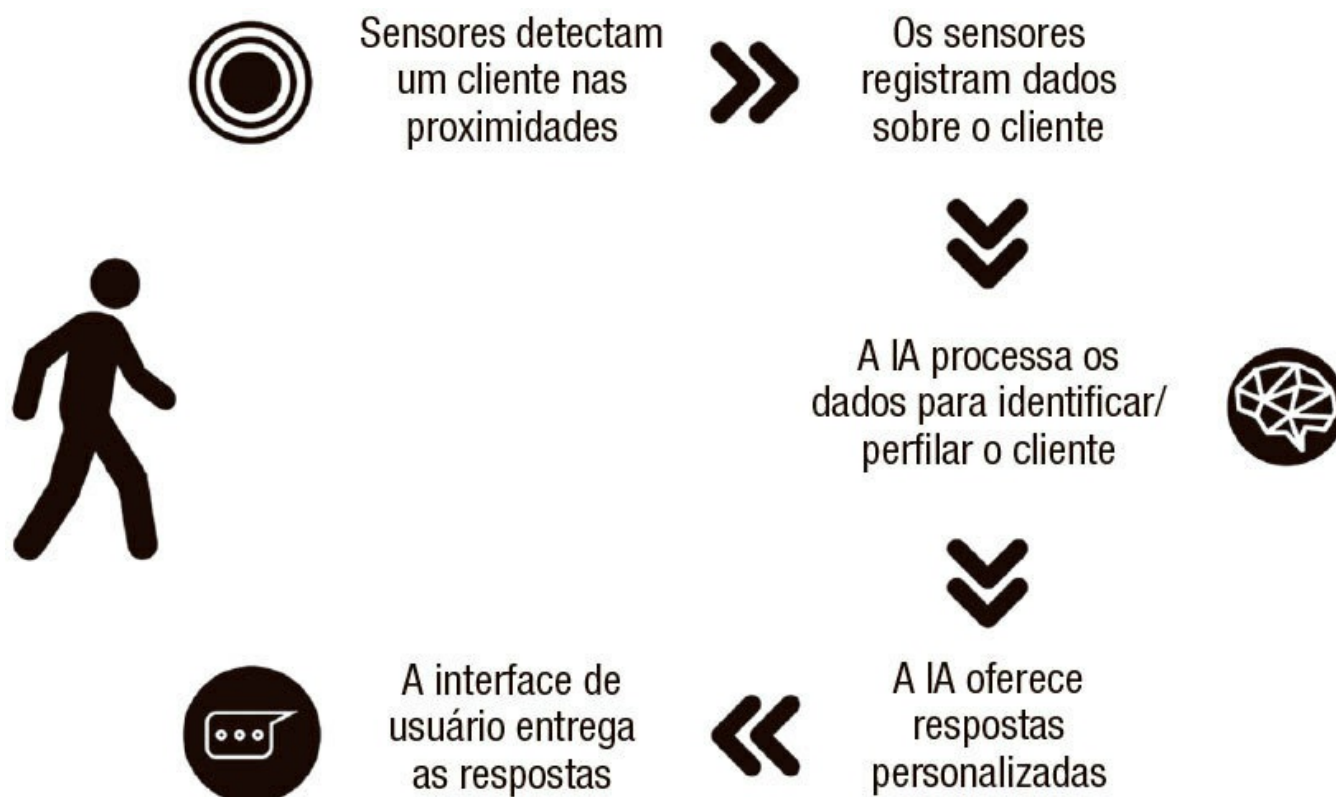 Sensores detectam
um cliente nas
proximidades
Os sensores
registram dados
sobre o cliente
A IA processa os
dados para identificar/
perfilar o cliente
A IA oferece
respostas
personalizadas
A interface de
usuário entrega
as respostas